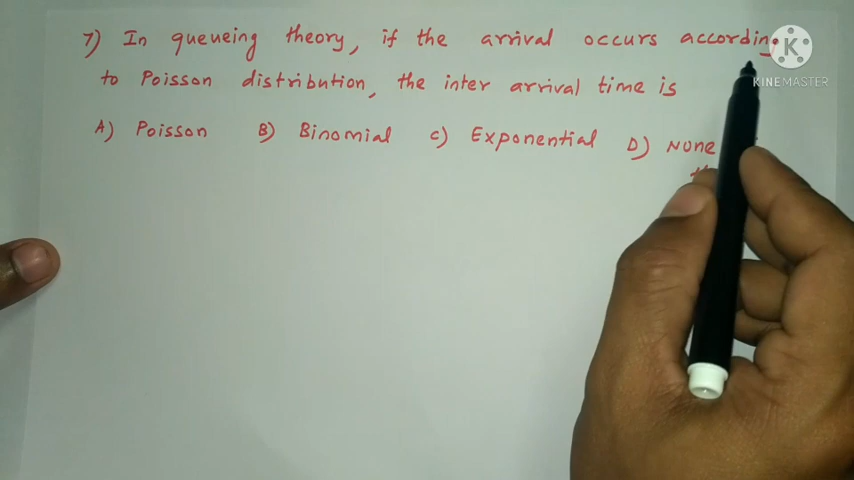 7) In queueing theory, if the arrival occurs according
to Poisson distribution, the inter arrival time is
A) Poisson B) Binomial C) Exponential D) None
K
KINEMASTER